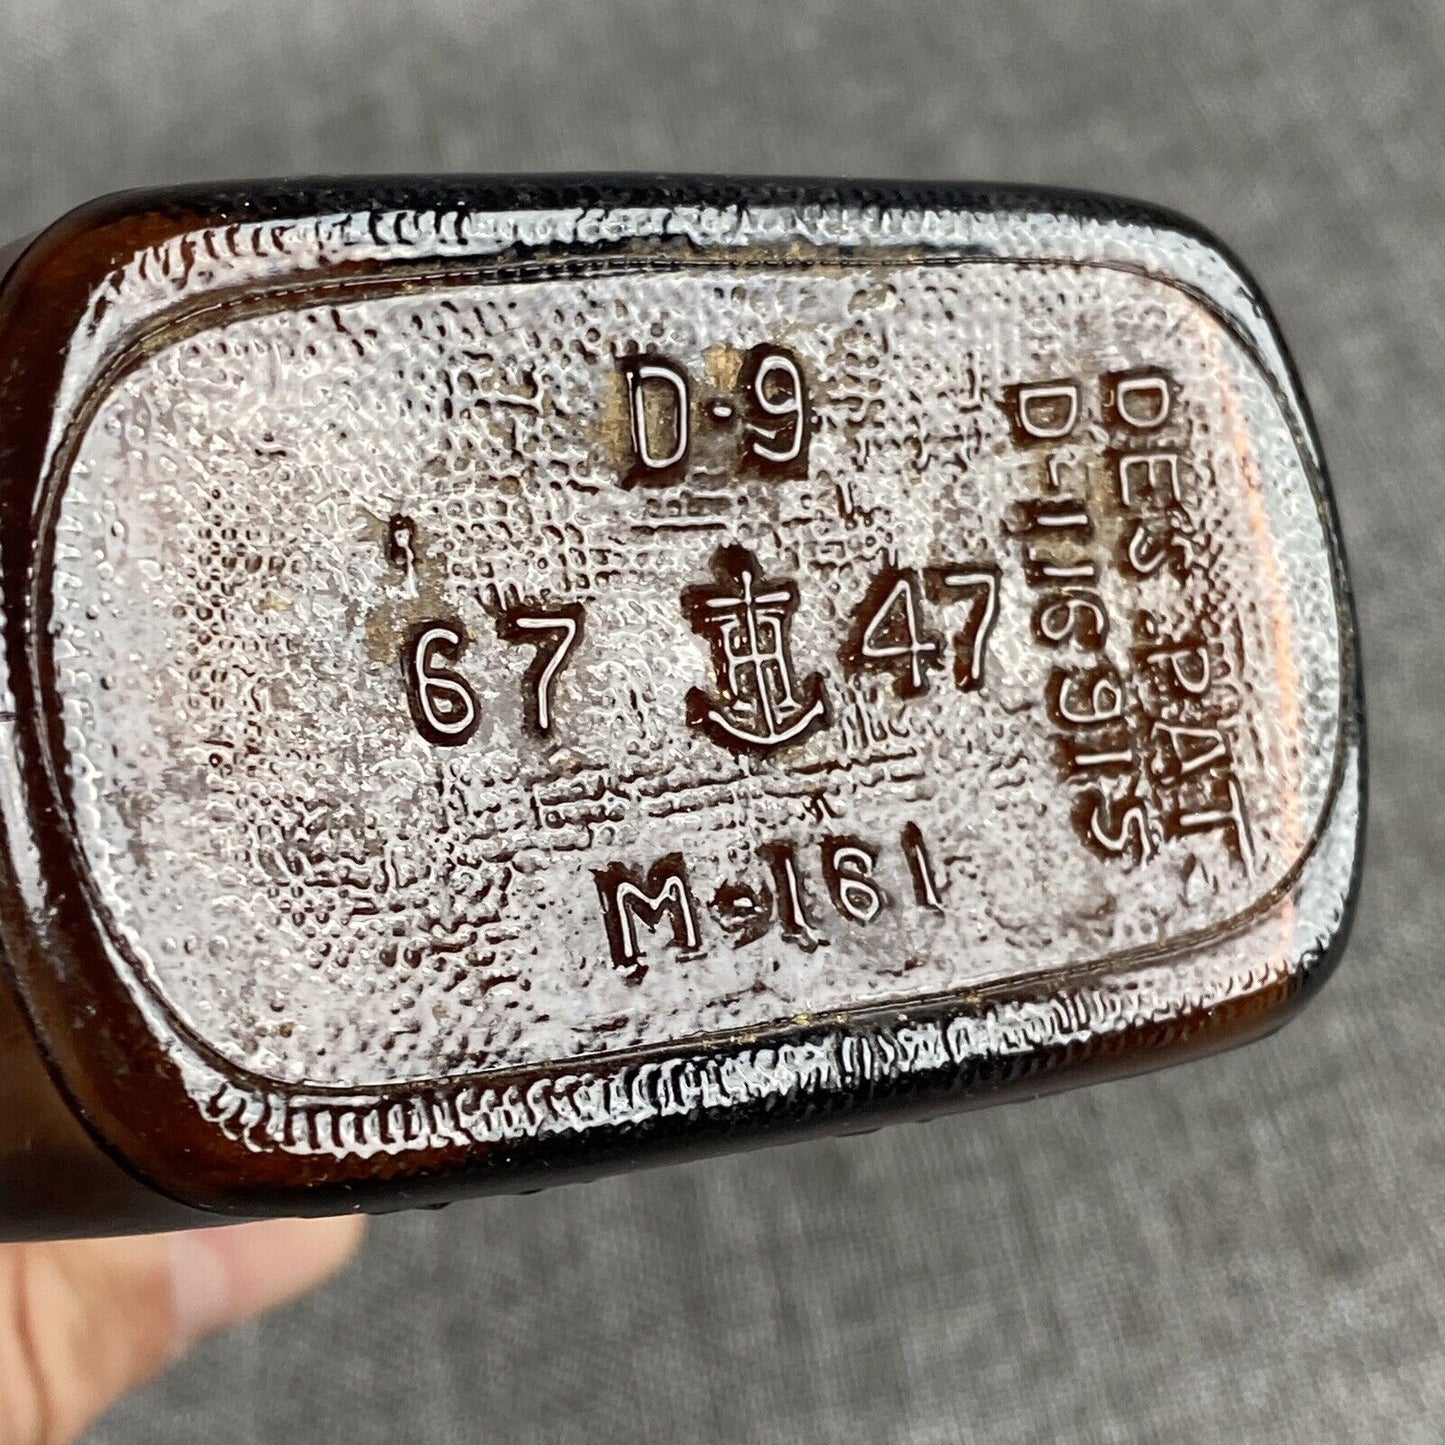 D·9
67 H 47
M·161
DES PAT
D-116915